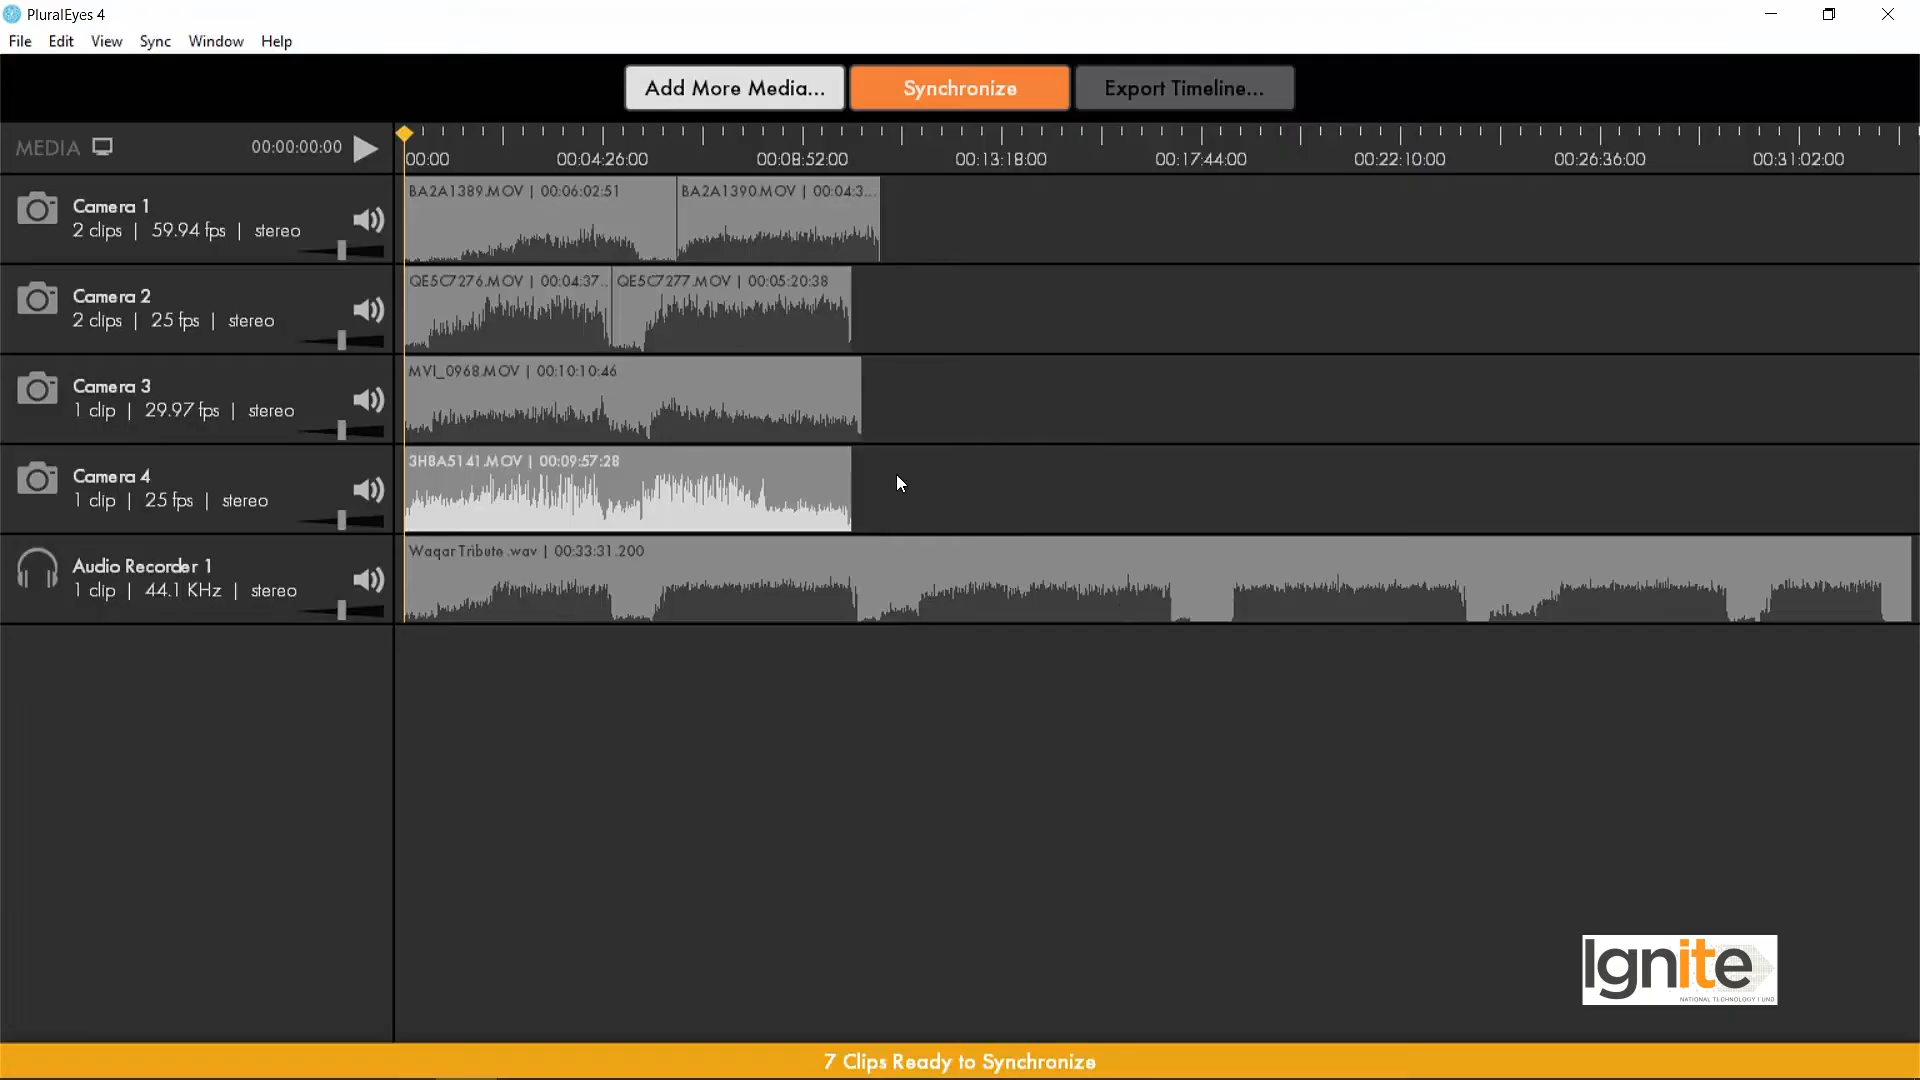 PluralEyes 4
File Edit View Sync Window Help
Add More Media... Synchronize Export Timeline...
MEDIA 00:00:00:00
00:00 00:04:26:00 00:08:52:00 00:13:18:00 00:17:44:00 00:22:10:00 00:26:36:00 00:31:02:00
Camera 1
2 clips | 59.94 fps | stereo
BA2A1389.MOV | 00:06:02:51 BA2A1390.MOV | 00:04:3...
Camera 2
2 clips | 25 fps | stereo
QE5C7276.MOV | 00:04:37.. QE5C7277.MOV | 00:05:20:38
Camera 3
1 clip | 29.97 fps | stereo
MVI_0968.MOV | 00:10:10:46
Camera 4
1 clip | 25 fps | stereo
3H8A5141.MOV | 00:09:57:28
Audio Recorder 1
1 clip | 44.1 KHz | stereo
Waqar Tribute .wav | 00:33:31.200
Ignite
NATIONAL TECHNOLOGY FUND
7 Clips Ready to Synchronize